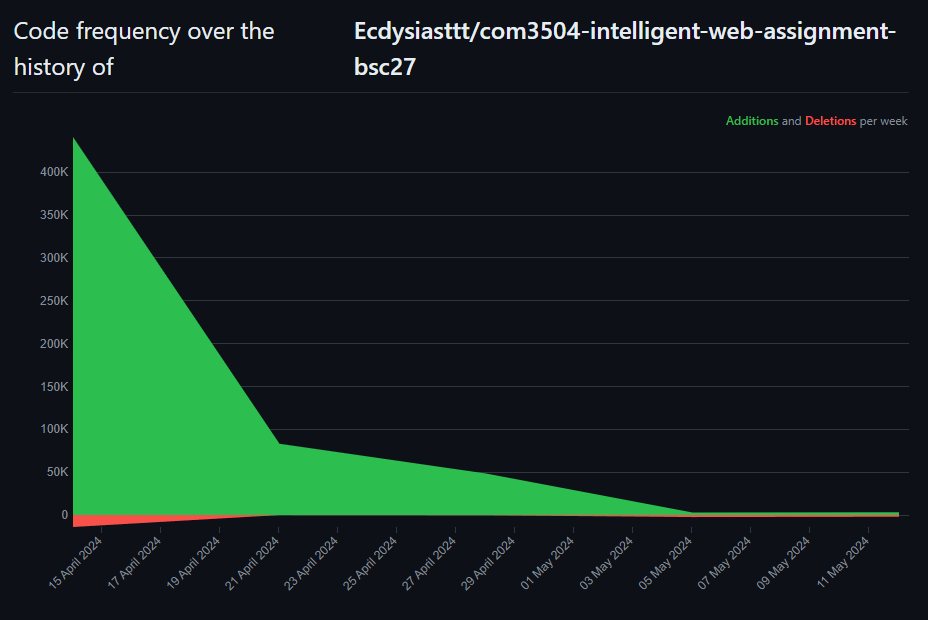 Code frequency over the
history of
Ecdysiasttt/com3504-intelligent-web-assignment-
bsc27
Additions and Deletions per week
400K
350K
300K
250K
200K
150K
100K
50K
0
15 April 2024
17 April 2024
19 April 2024
21 April 2024
23 April 2024
25 April 2024
27 April 2024
29 April 2024
01 May 2024
03 May 2024
05 May 2024
07 May 2024
09 May 2024
11 May 2024